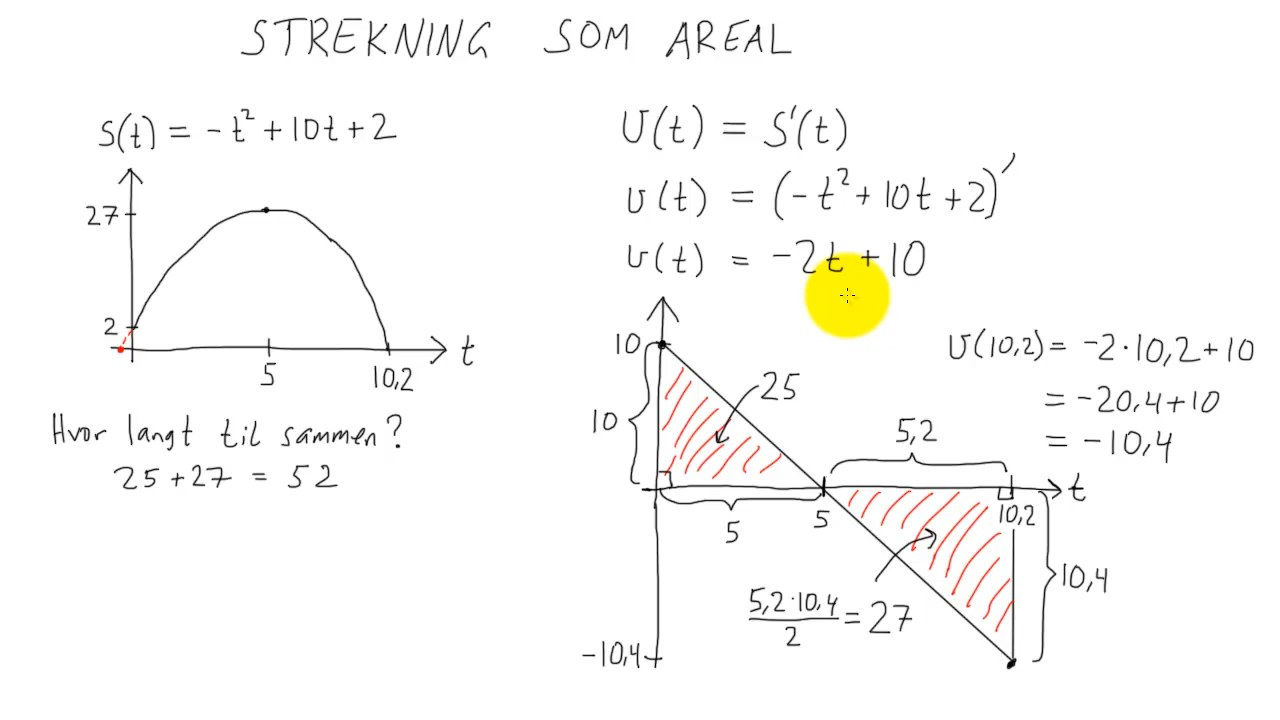 STREKNING SOM AREAL
s(t) = -t² + 10t + 2
27
2
5
10,2
t
Hvor langt til sammen?
25 + 27 = 52
v(t) = s'(t)
v(t) = (-t² + 10t + 2)'
v(t) = -2t + 10
v(10,2) = -2·10,2 + 10
= -20,4 + 10
= -10,4
10
25
10
5,2
t
5
5
10,2
10,4
5,2·10,4/2 = 27
-10,4